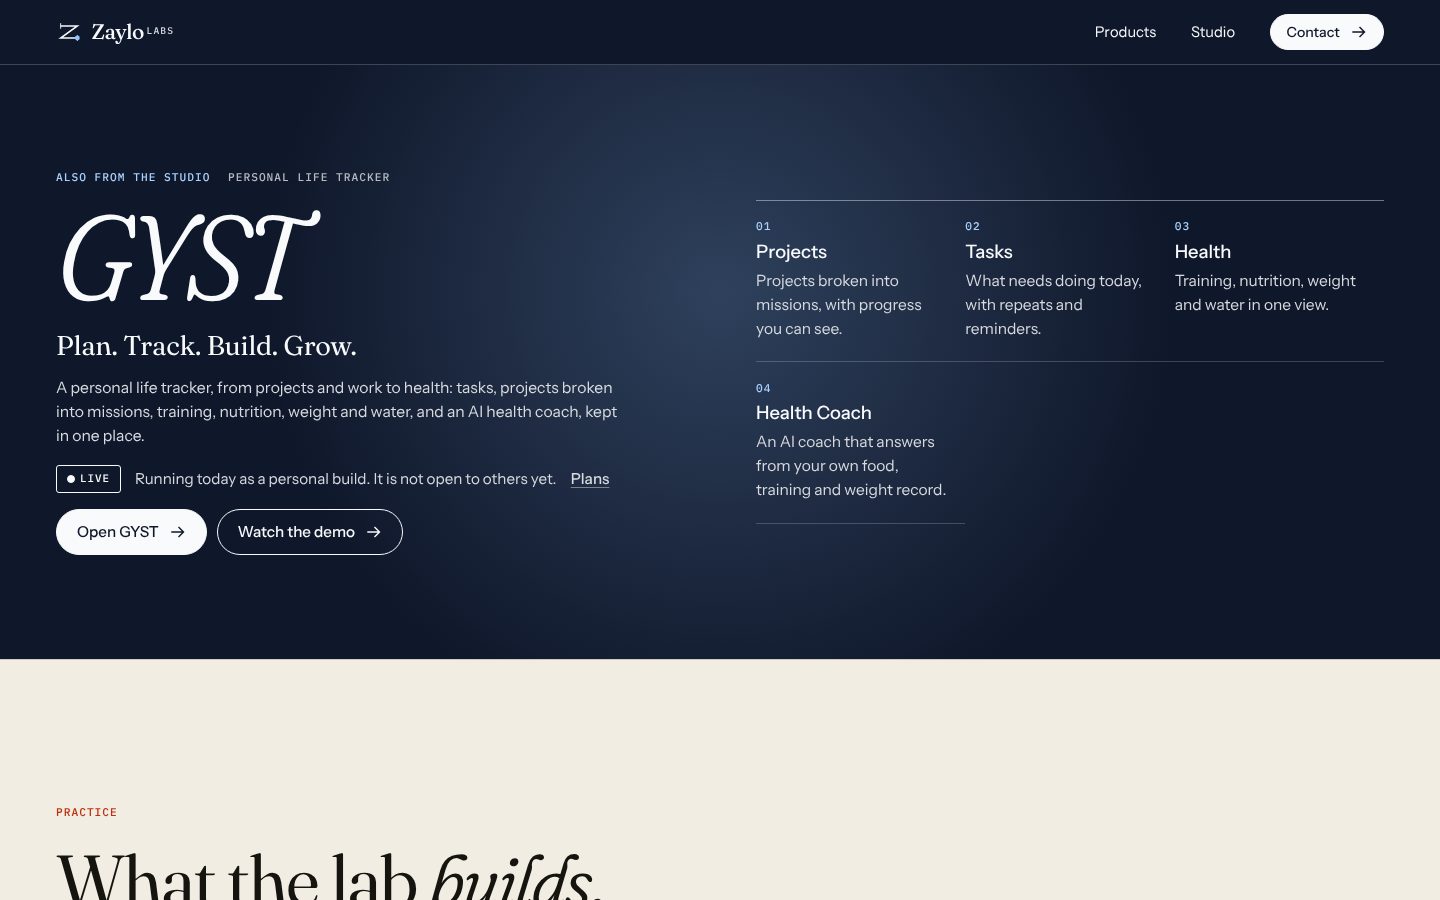 Zaylo LABS
Products
Studio
Contact
ALSO FROM THE STUDIO PERSONAL LIFE TRACKER
GYST
Plan. Track. Build. Grow.
A personal life tracker, from projects and work to health: tasks, projects broken
into missions, training, nutrition, weight and water, and an AI health coach, kept
in one place.
LIVE Running today as a personal build. It is not open to others yet. Plans
Open GYST
Watch the demo
01
Projects
Projects broken into
missions, with progress
you can see.
02
Tasks
What needs doing today,
with repeats and
reminders.
03
Health
Training, nutrition, weight
and water in one view.
04
Health Coach
An AI coach that answers
from your own food,
training and weight record.
PRACTICE
What the lab builds.